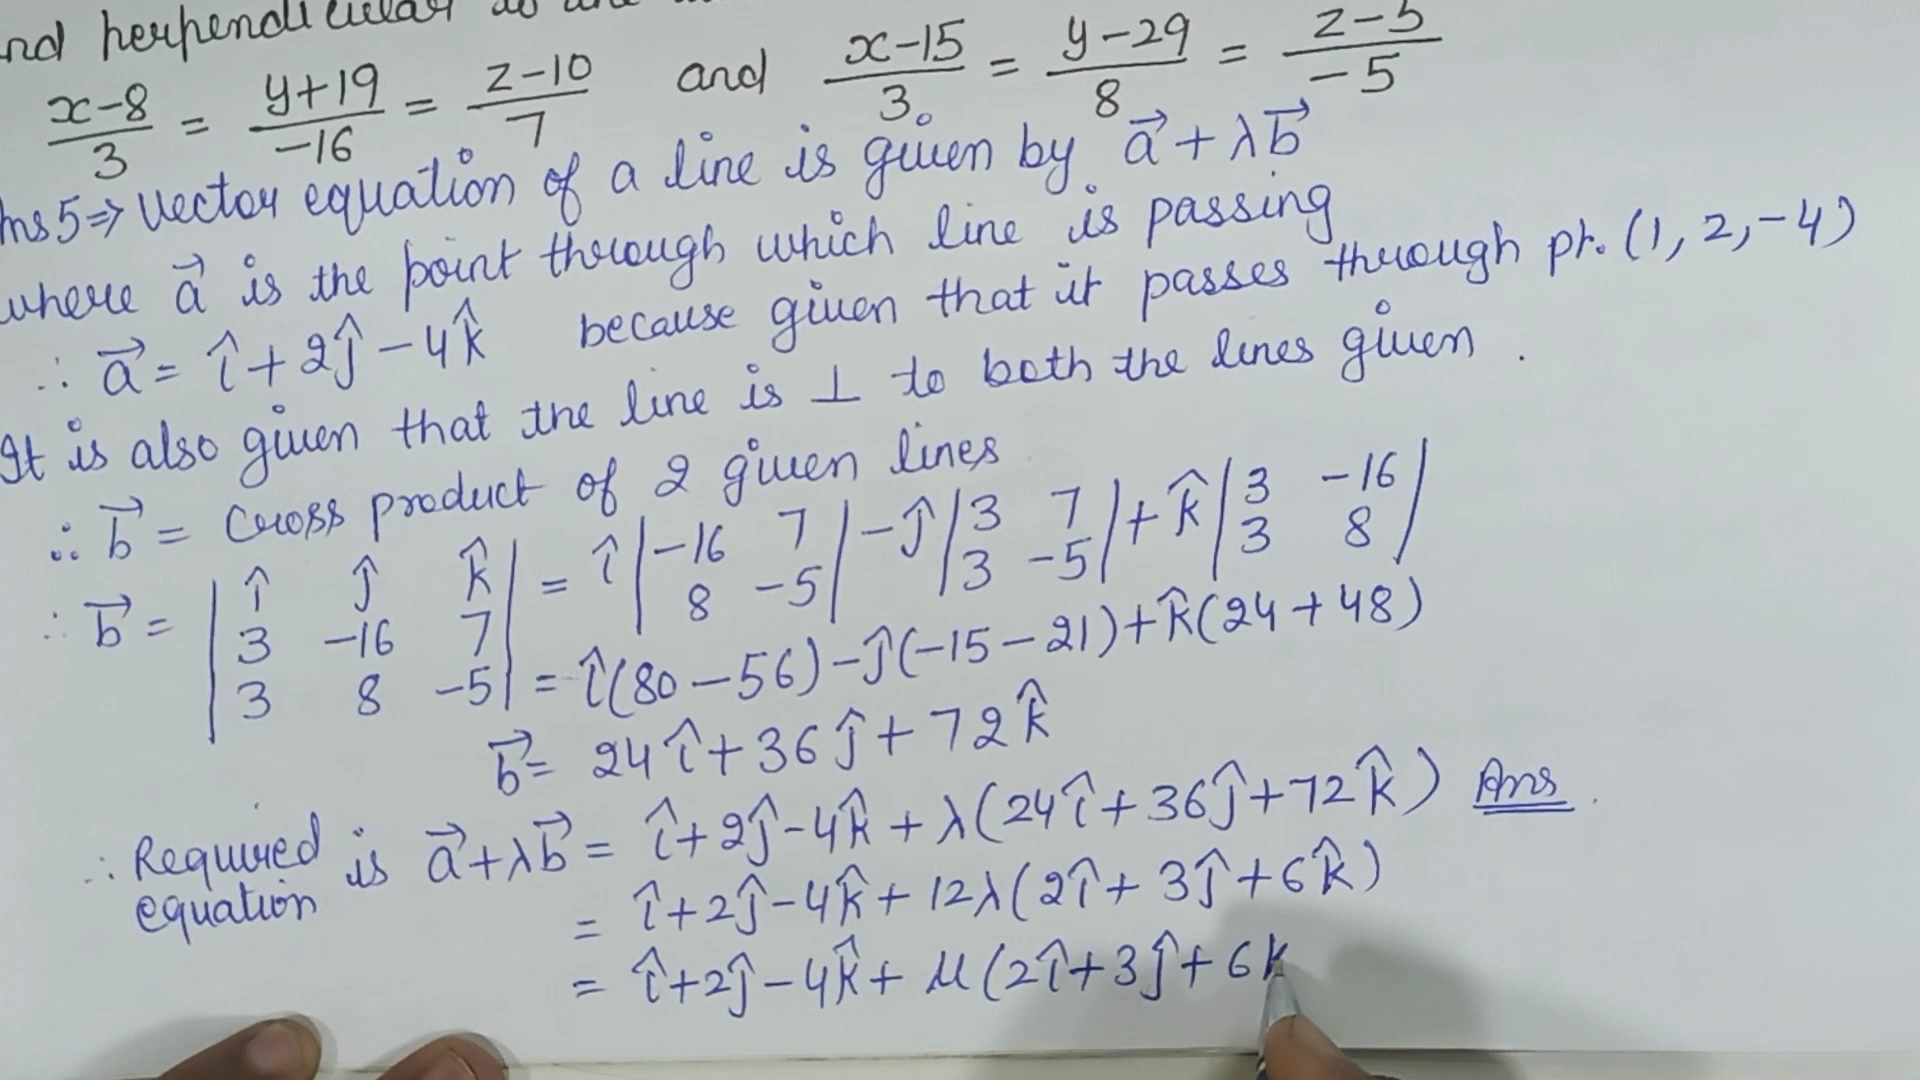 nd perpendicular to the
x-8/3 = y+19/-16 = z-10/7 and x-15/3 = y-29/8 = z-5/-5
Ans 5⇒ Vector equation of a line is given by a⃗ + λb⃗
where a⃗ is the point through which line is passing
∴ a⃗ = î + 2ĵ - 4k̂ because given that it passes through pt. (1, 2, -4)
It is also given that the line is ⊥ to both the lines given.
∴ b⃗ = Cross product of 2 given lines
∴ b⃗ = | î ĵ k̂ | = î | -16 7 | - ĵ | 3 7 | + k̂ | 3 -16 |
| 3 -16 7 | | 8 -5 | | 3 -5 | | 3 8 |
| 3 8 -5 | = î(80-56) - ĵ(-15-21) + k̂(24+48)
b⃗ = 24î + 36ĵ + 72k̂
∴ Required equation is a⃗ + λb⃗ = î + 2ĵ - 4k̂ + λ(24î + 36ĵ + 72k̂) Ans.
= î + 2ĵ - 4k̂ + 12λ(2î + 3ĵ + 6k̂)
= î + 2ĵ - 4k̂ + μ(2î + 3ĵ + 6k